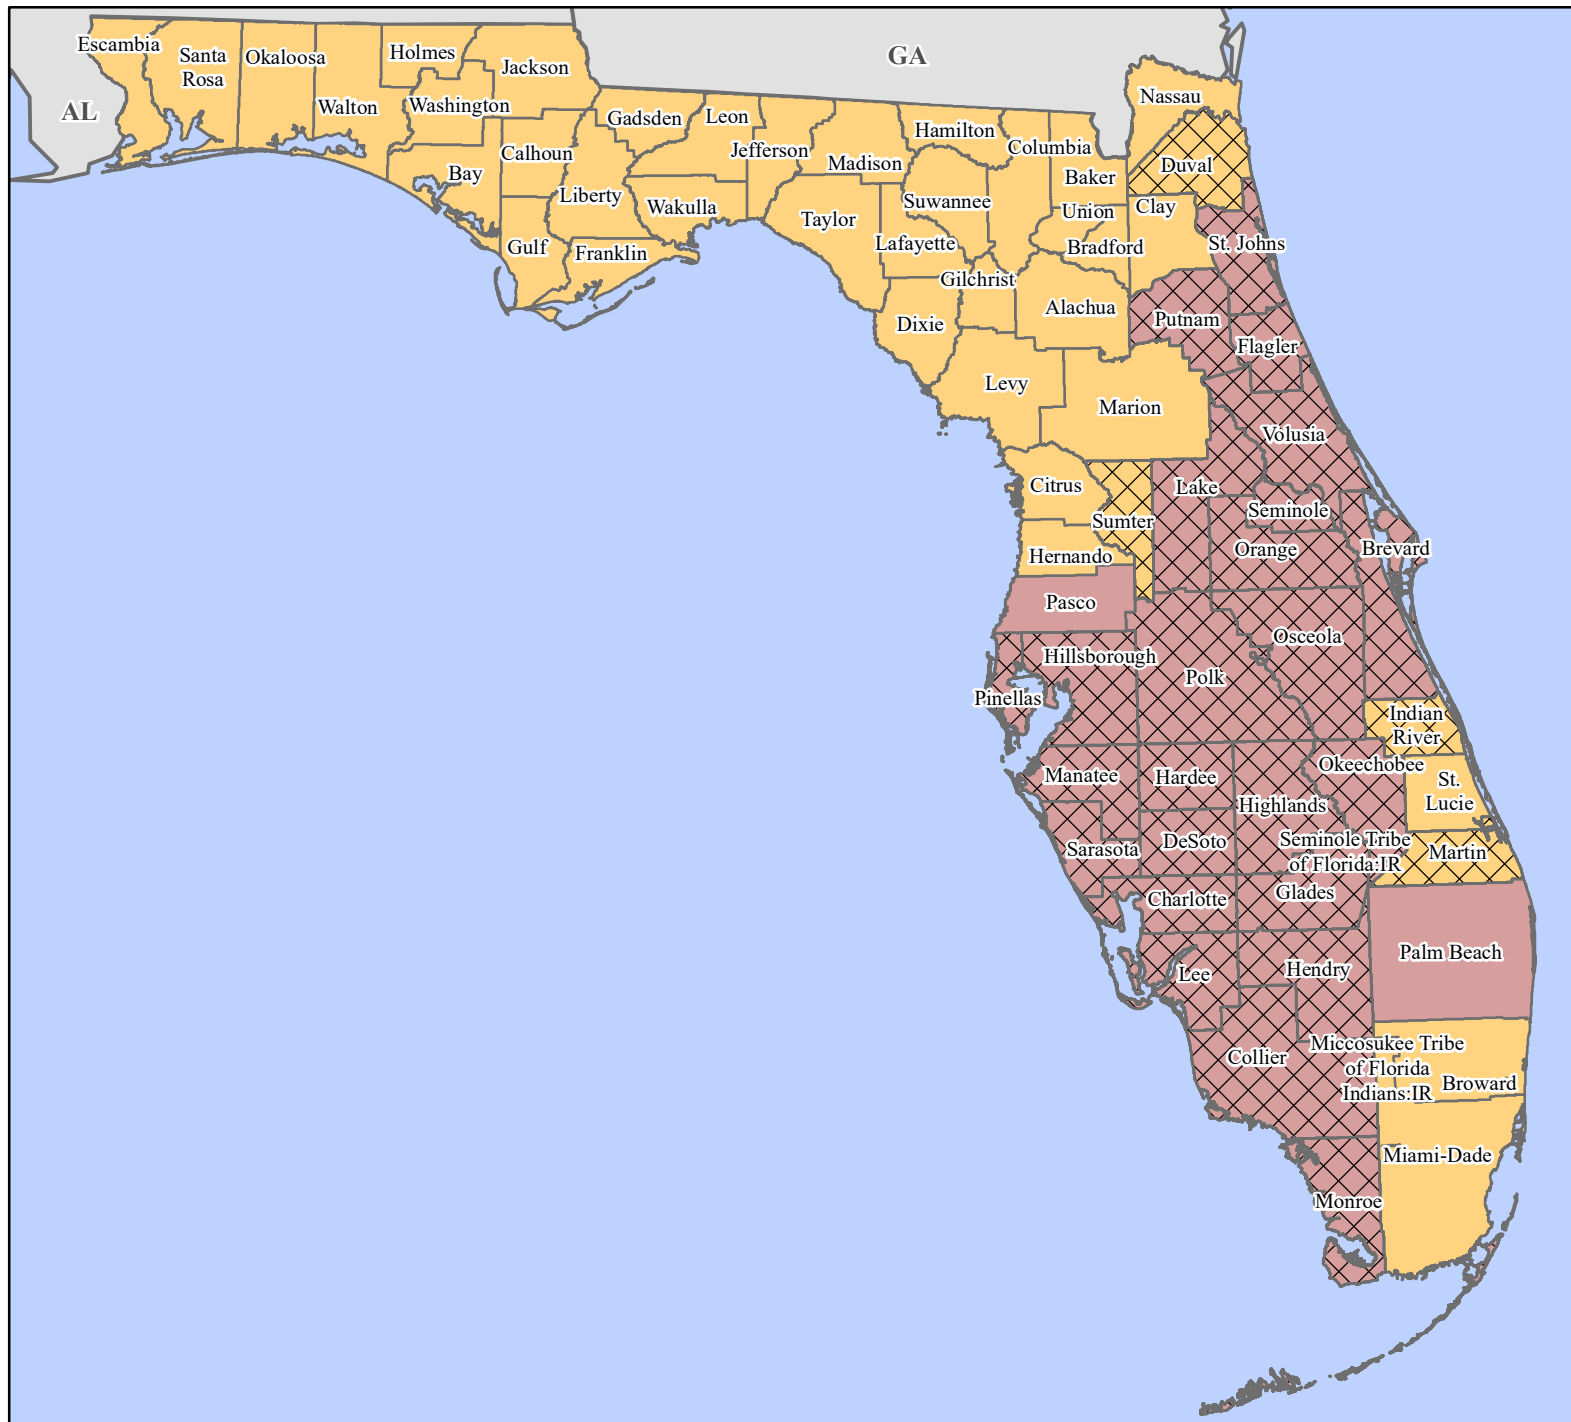 GA
AL
Escambia
Santa
Rosa
Okaloosa
Walton
Holmes
Washington
Jackson
Bay
Calhoun
Gulf
Gadsden
Liberty
Franklin
Leon
Wakulla
Jefferson
Madison
Taylor
Hamilton
Suwannee
Lafayette
Columbia
Baker
Union
Bradford
Nassau
Duval
Clay
St. Johns
Gilchrist
Dixie
Alachua
Putnam
Flagler
Levy
Marion
Volusia
Citrus
Sumter
Lake
Seminole
Hernando
Orange
Brevard
Pasco
Osceola
Hillsborough
Polk
Pinellas
Indian
River
Manatee
Hardee
Okeechobee
Highlands
St.
Lucie
Sarasota
DeSoto
Seminole Tribe
of Florida:IR
Martin
Charlotte
Glades
Lee
Hendry
Palm Beach
Collier
Miccosukee Tribe
of Florida
Indians:IR
Broward
Miami-Dade
Monroe